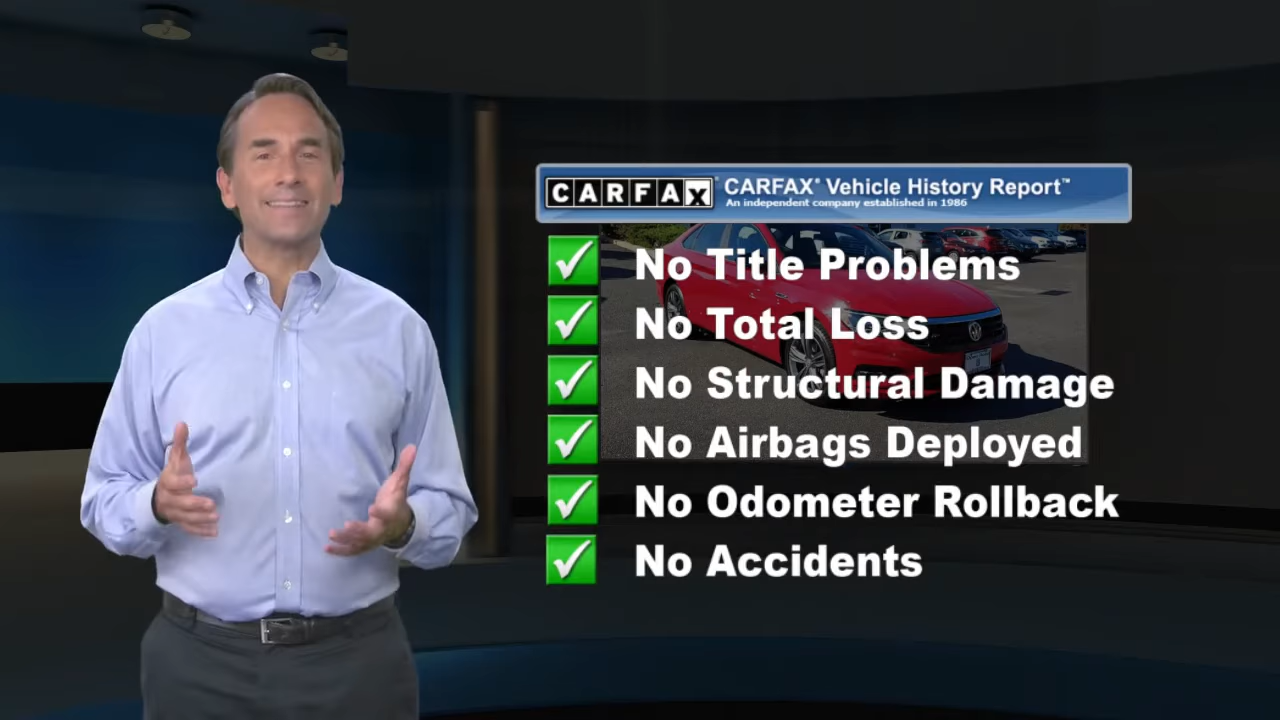 CARFAX® CARFAX® Vehicle History Report™
An independent company established in 1986
No Title Problems
No Total Loss
No Structural Damage
No Airbags Deployed
No Odometer Rollback
No Accidents